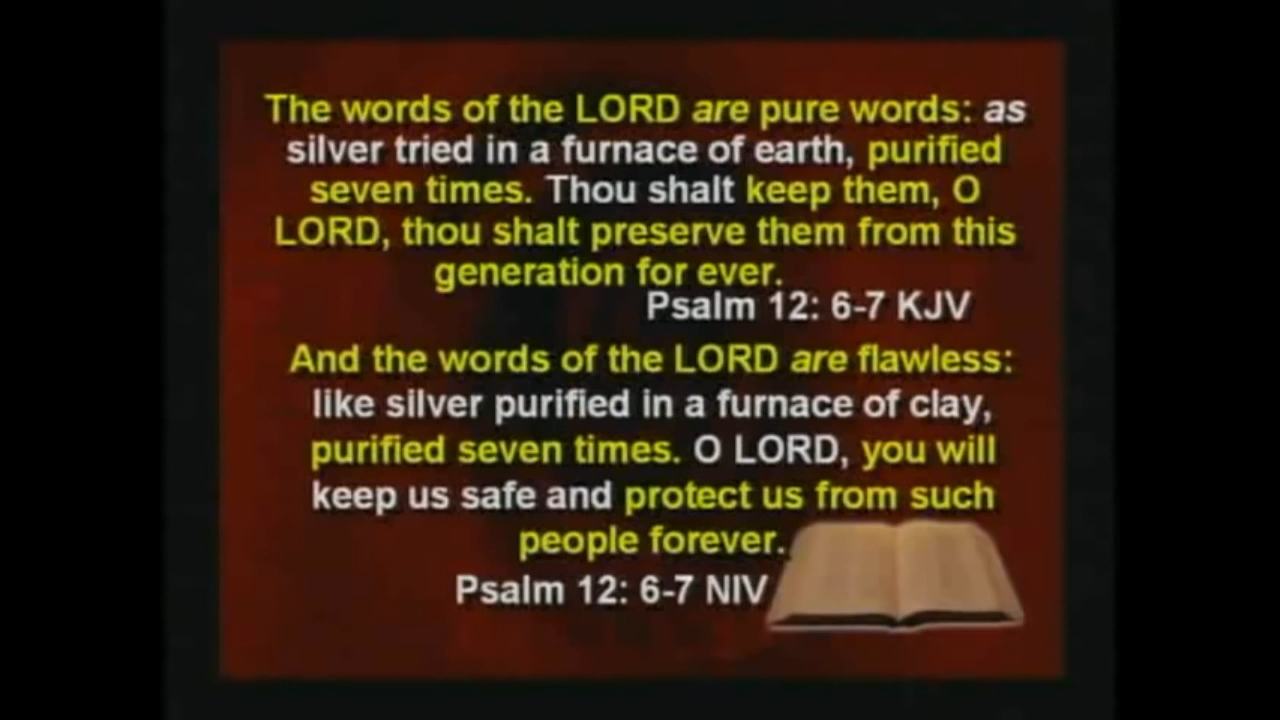 The words of the LORD are pure words: as
silver tried in a furnace of earth, purified
seven times. Thou shalt keep them, O
LORD, thou shalt preserve them from this
generation for ever.
Psalm 12: 6-7 KJV
And the words of the LORD are flawless:
like silver purified in a furnace of clay,
purified seven times. O LORD, you will
keep us safe and protect us from such
people forever.
Psalm 12: 6-7 NIV